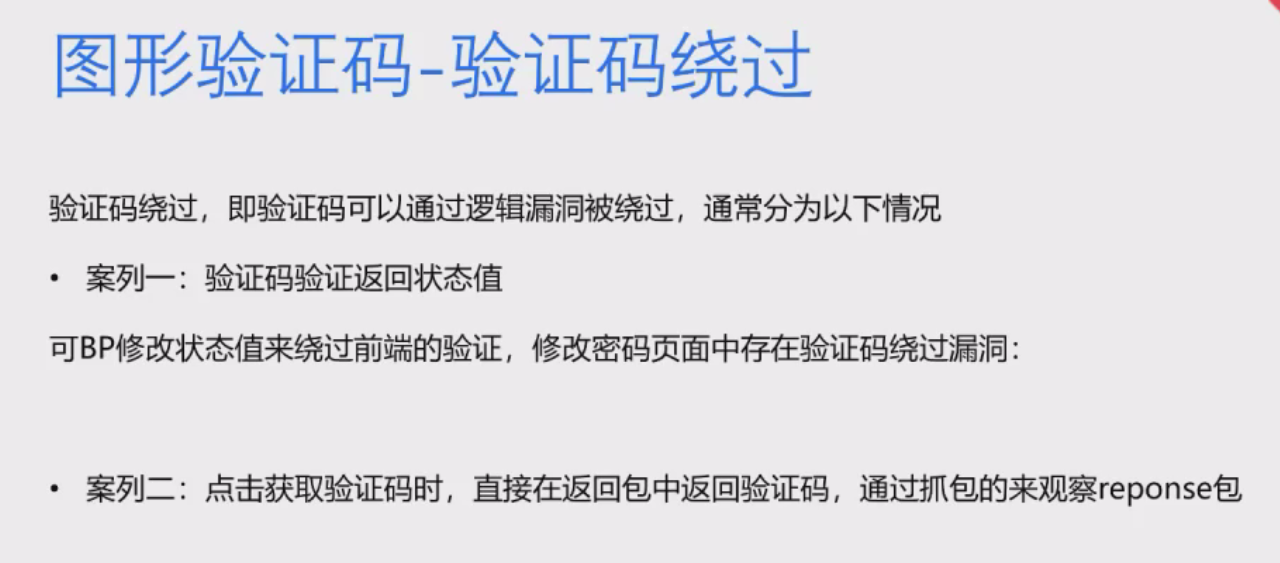 图形验证码-验证码绕过
验证码绕过，即验证码可以通过逻辑漏洞被绕过，通常分为以下情况
• 案列一：验证码验证返回状态值
可BP修改状态值来绕过前端的验证，修改密码页面中存在验证码绕过漏洞：
• 案列二：点击获取验证码时，直接在返回包中返回验证码，通过抓包的来观察reponse包